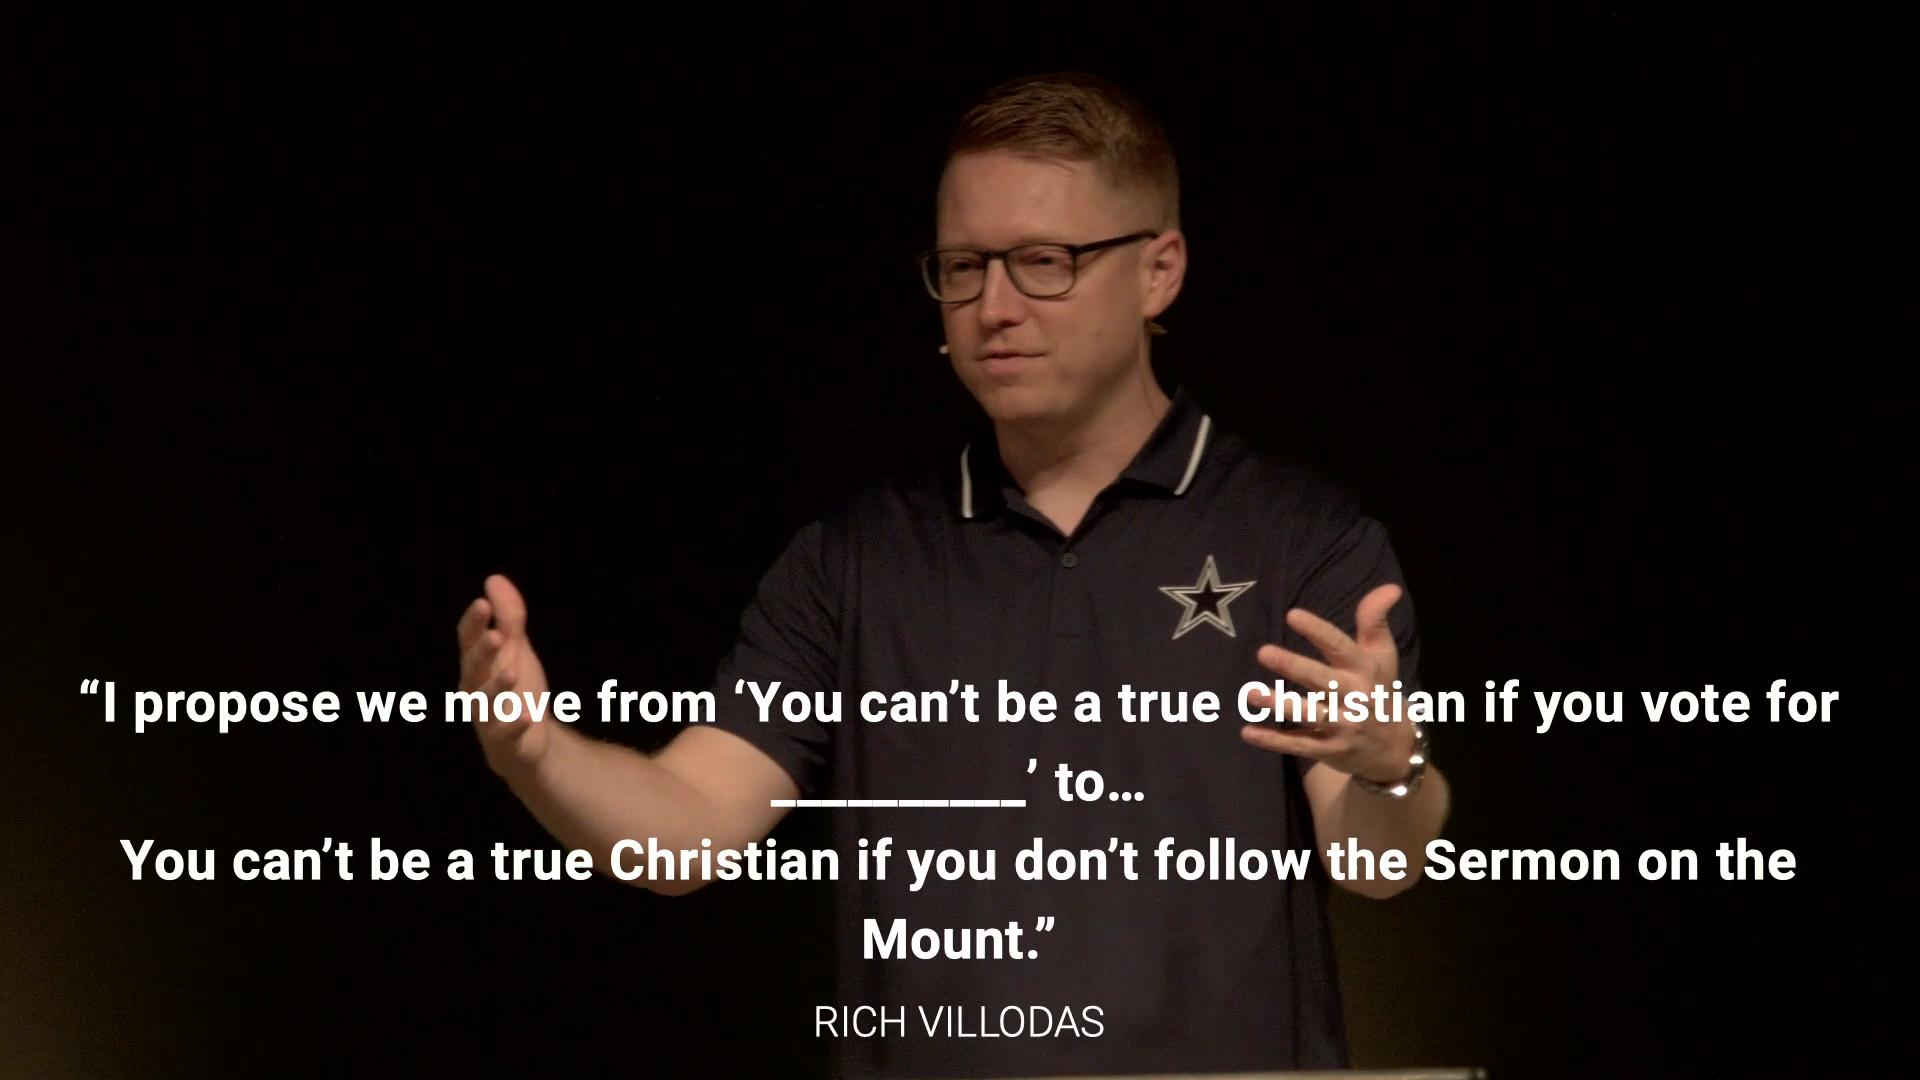 “I propose we move from ‘You can’t be a true Christian if you vote for
__________’ to…
You can’t be a true Christian if you don’t follow the Sermon on the
Mount.”
RICH VILLODAS